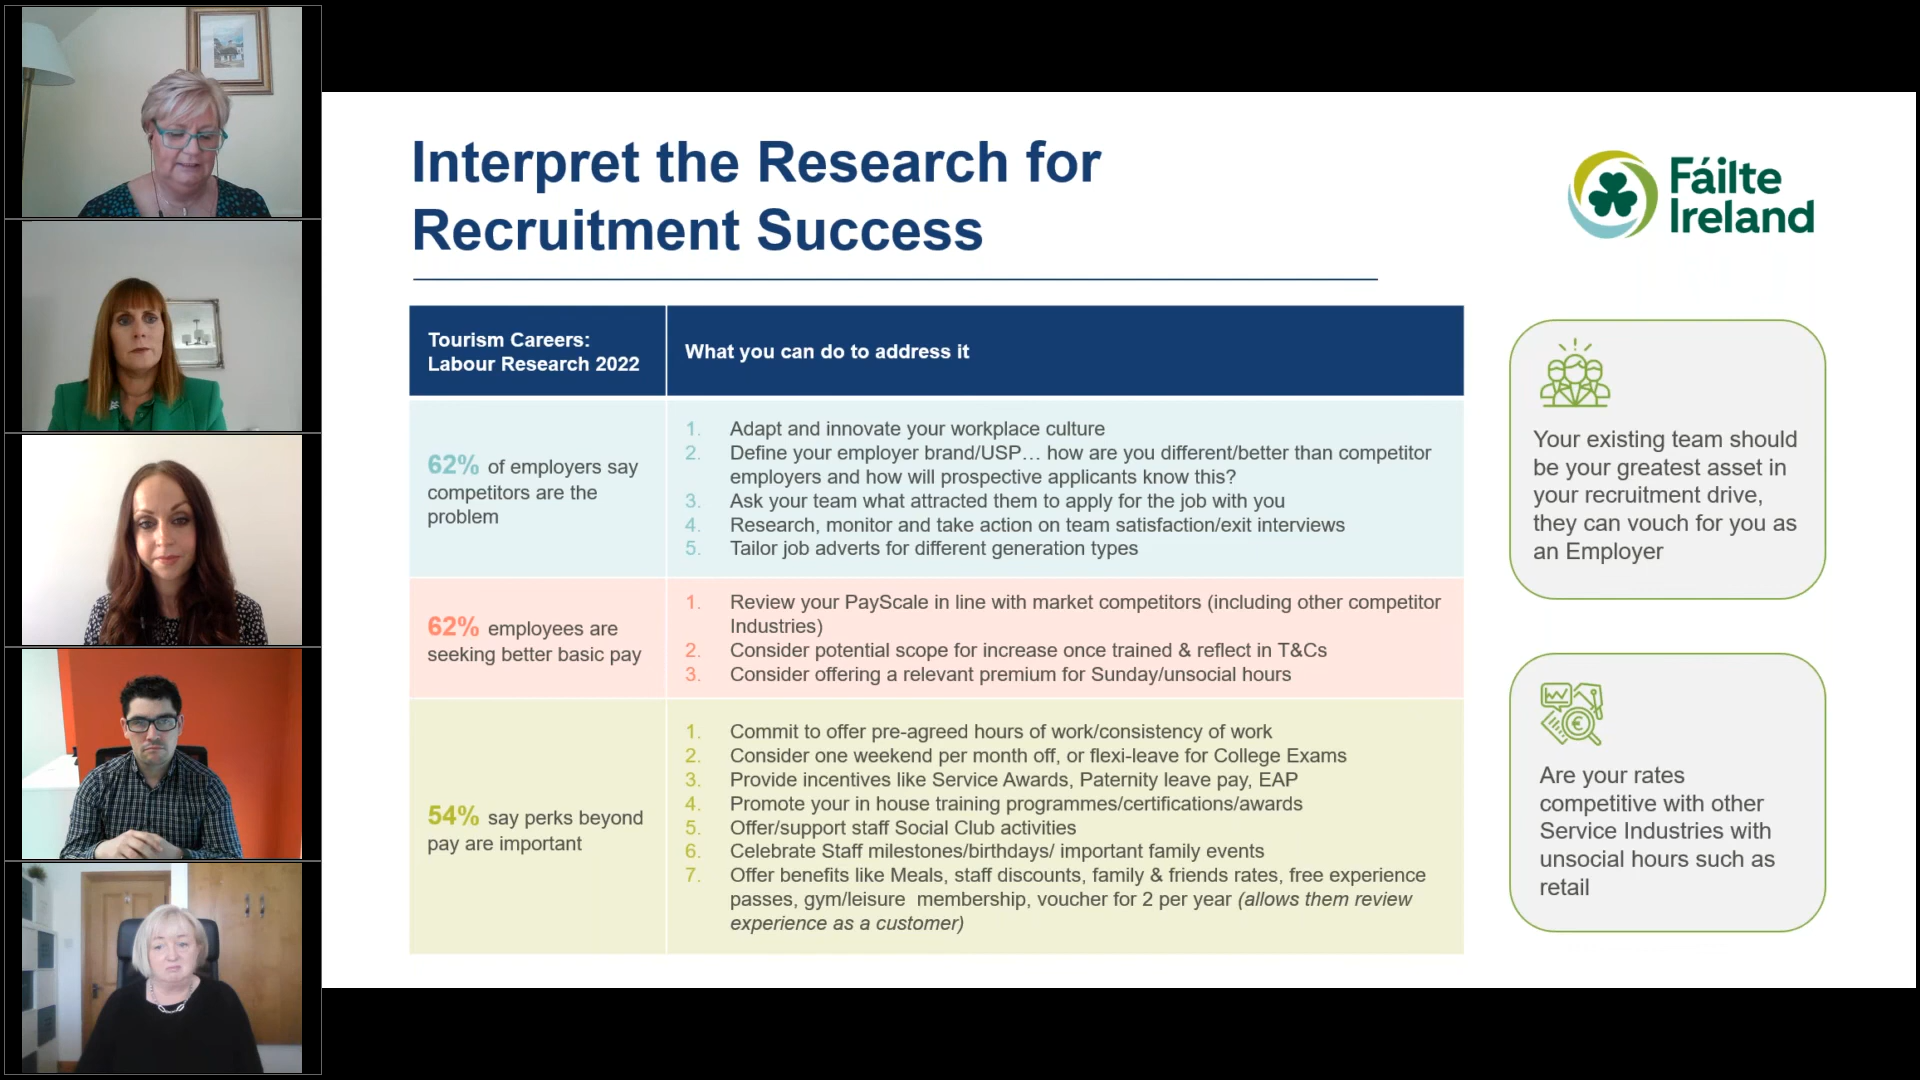 Interpret the Research for
Recruitment Success
Fáilte
Ireland
Tourism Careers:
Labour Research 2022
What you can do to address it
62% of employers say
competitors are the
problem
1. Adapt and innovate your workplace culture
2. Define your employer brand/USP… how are you different/better than competitor
employers and how will prospective applicants know this?
3. Ask your team what attracted them to apply for the job with you
4. Research, monitor and take action on team satisfaction/exit interviews
5. Tailor job adverts for different generation types
62% employees are
seeking better basic pay
1. Review your PayScale in line with market competitors (including other competitor
Industries)
2. Consider potential scope for increase once trained & reflect in T&Cs
3. Consider offering a relevant premium for Sunday/unsocial hours
54% say perks beyond
pay are important
1. Commit to offer pre-agreed hours of work/consistency of work
2. Consider one weekend per month off, or flexi-leave for College Exams
3. Provide incentives like Service Awards, Paternity leave pay, EAP
4. Promote your in house training programmes/certifications/awards
5. Offer/support staff Social Club activities
6. Celebrate Staff milestones/birthdays/ important family events
7. Offer benefits like Meals, staff discounts, family & friends rates, free experience
passes, gym/leisure membership, voucher for 2 per year (allows them review
experience as a customer)
Your existing team should
be your greatest asset in
your recruitment drive,
they can vouch for you as
an Employer
€
Are your rates
competitive with other
Service Industries with
unsocial hours such as
retail